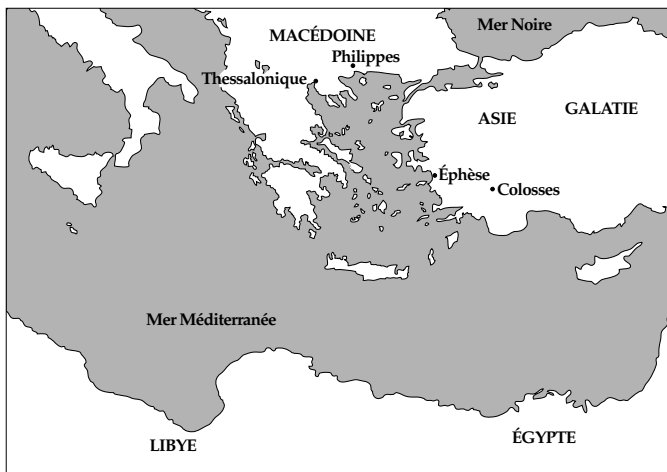 Mer Noire
MACÉDOINE
Philippes
Thessalonique
GALATIE
ASIE
Éphèse
Colosses
Mer Méditerranée
ÉGYPTE
LIBYE